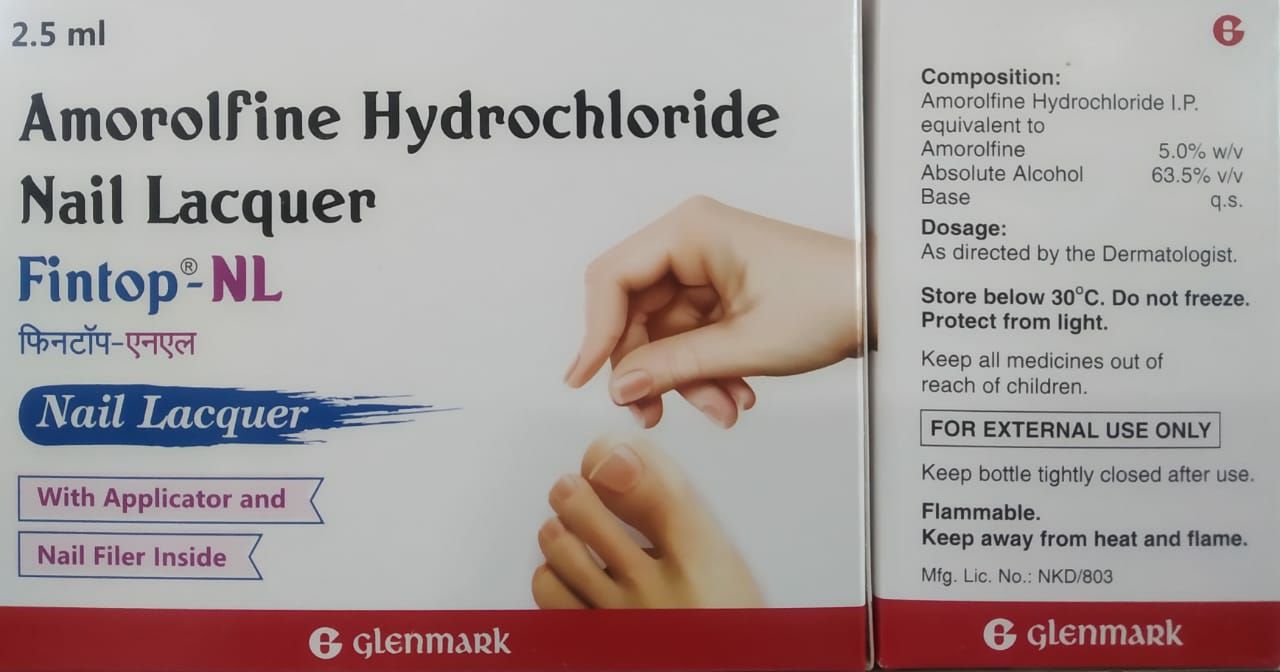 2.5 ml
Amorolfine Hydrochloride
Nail Lacquer
Fintop®-NL
फिनटॉप-एनएल
Nail Lacquer
With Applicator and
Nail Filer Inside
GLENMARK
Composition:
Amorolfine Hydrochloride I.P.
equivalent to
Amorolfine 5.0% w/v
Absolute Alcohol 63.5% v/v
Base q.s.
Dosage:
As directed by the Dermatologist.
Store below 30°C. Do not freeze.
Protect from light.
Keep all medicines out of
reach of children.
FOR EXTERNAL USE ONLY
Keep bottle tightly closed after use.
Flammable.
Keep away from heat and flame.
Mfg. Lic. No.: NKD/803
GLENMARK